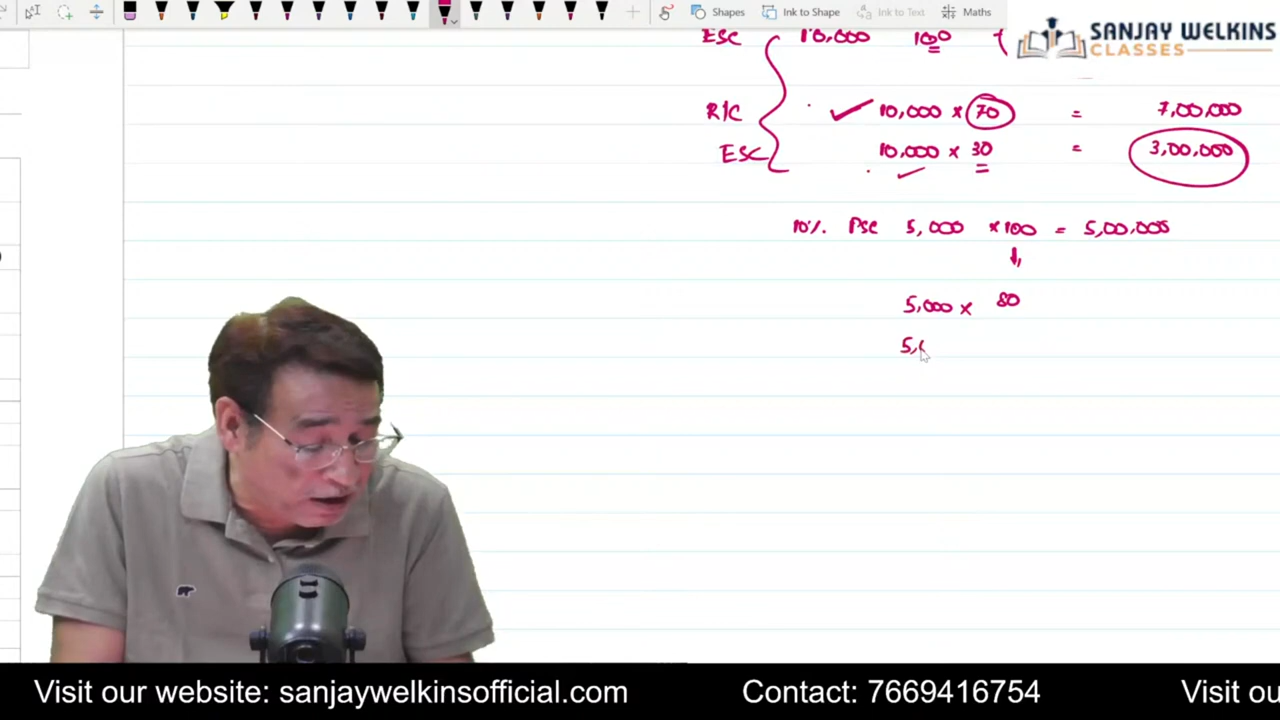 Shapes Ink to Shape Ink to Text Maths
SANJAY WELKINS
CLASSES
ESC 10,000 100 (
R/C 10,000 × 70 = 7,00,000
ESC 10,000 × 30 = 3,00,000
10%. PSC 5,000 ×100 = 5,00,000
5,000 × 80
5,
Visit our website: sanjaywelkinsofficial.com Contact: 7669416754 Visit ou